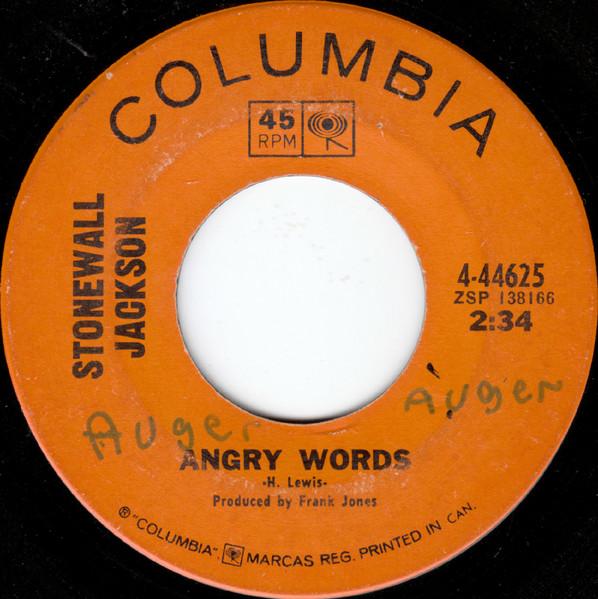 COLUMBIA
45
RPM
STONEWALL
JACKSON
4-44625
ZSP 138166
2:34
Auger
AUgER
ANGRY WORDS
-H. Lewis-
Produced by Frank Jones
℗ "COLUMBIA" MARCAS REG. PRINTED IN CAN.